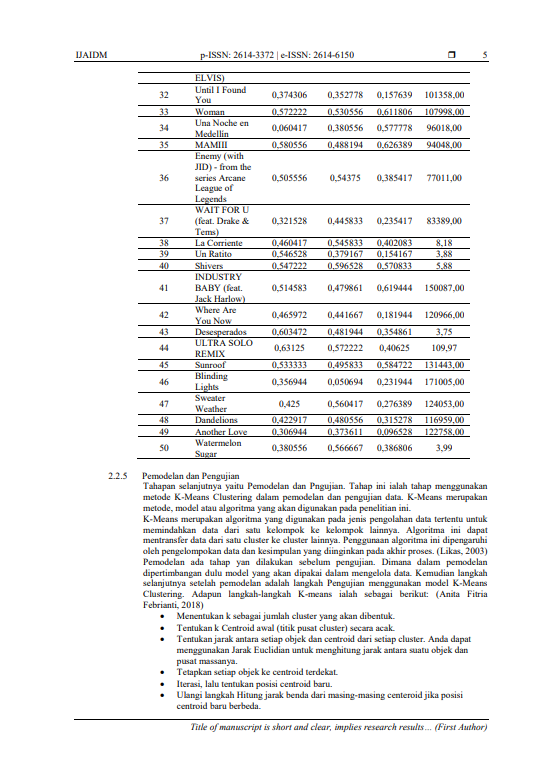 IJAIDM p-ISSN: 2614-3372 | e-ISSN: 2614-6150 ❒ 5
ELVIS)
32 Until I Found You 0,374306 0,352778 0,157639 101358,00
33 Woman 0,572222 0,530556 0,611806 107998,00
34 Una Noche en Medellin 0,060417 0,380556 0,577778 96018,00
35 MAMIII 0,580556 0,488194 0,626389 94048,00
36 Enemy (with JID) - from the series Arcane League of Legends 0,505556 0,54375 0,385417 77011,00
37 WAIT FOR U (feat. Drake & Tems) 0,321528 0,445833 0,235417 83389,00
38 La Corriente 0,460417 0,545833 0,402083 8,18
39 Un Ratito 0,546528 0,379167 0,154167 3,88
40 Shivers 0,547222 0,596528 0,570833 5,88
41 INDUSTRY BABY (feat. Jack Harlow) 0,514583 0,479861 0,619444 150087,00
42 Where Are You Now 0,465972 0,441667 0,181944 120966,00
43 Desesperados 0,603472 0,481944 0,354861 3,75
44 ULTRA SOLO REMIX 0,63125 0,572222 0,40625 109,97
45 Sunroof 0,533333 0,495833 0,584722 131443,00
46 Blinding Lights 0,356944 0,050694 0,231944 171005,00
47 Sweater Weather 0,425 0,560417 0,276389 124053,00
48 Dandelions 0,422917 0,480556 0,315278 116959,00
49 Another Love 0,306944 0,373611 0,096528 122758,00
50 Watermelon Sugar 0,380556 0,566667 0,386806 3,99
2.2.5 Pemodelan dan Pengujian
Tahapan selanjutnya yaitu Pemodelan dan Pngujian. Tahap ini ialah tahap menggunakan
metode K-Means Clustering dalam pemodelan dan pengujian data. K-Means merupakan
metode, model atau algoritma yang akan digunakan pada penelitian ini.
K-Means merupakan algoritma yang digunakan pada jenis pengolahan data tertentu untuk
memindahkan data dari satu kelompok ke kelompok lainnya. Algoritma ini dapat
mentransfer data dari satu cluster ke cluster lainnya. Penggunaan algoritma ini dipengaruhi
oleh pengelompokan data dan kesimpulan yang diinginkan pada akhir proses. (Likas, 2003)
Pemodelan ada tahap yan dilakukan sebelum pengujian. Dimana dalam pemodelan
dipertimbangan dulu model yang akan dipakai dalam mengelola data. Kemudian langkah
selanjutnya setelah pemodelan adalah langkah Pengujian menggunakan model K-Means
Clustering. Adapun langkah-langkah K-means ialah sebagai berikut: (Anita Fitria
Febrianti, 2018)
• Menentukan k sebagai jumlah cluster yang akan dibentuk.
• Tentukan k Centroid awal (titik pusat cluster) secara acak.
• Tentukan jarak antara setiap objek dan centroid dari setiap cluster. Anda dapat
menggunakan Jarak Euclidian untuk menghitung jarak antara suatu objek dan
pusat massanya.
• Tetapkan setiap objek ke centroid terdekat.
• Iterasi, lalu tentukan posisi centroid baru.
• Ulangi langkah Hitung jarak benda dari masing-masing centeroid jika posisi
centroid baru berbeda.
Title of manuscript is short and clear, implies research results… (First Author)